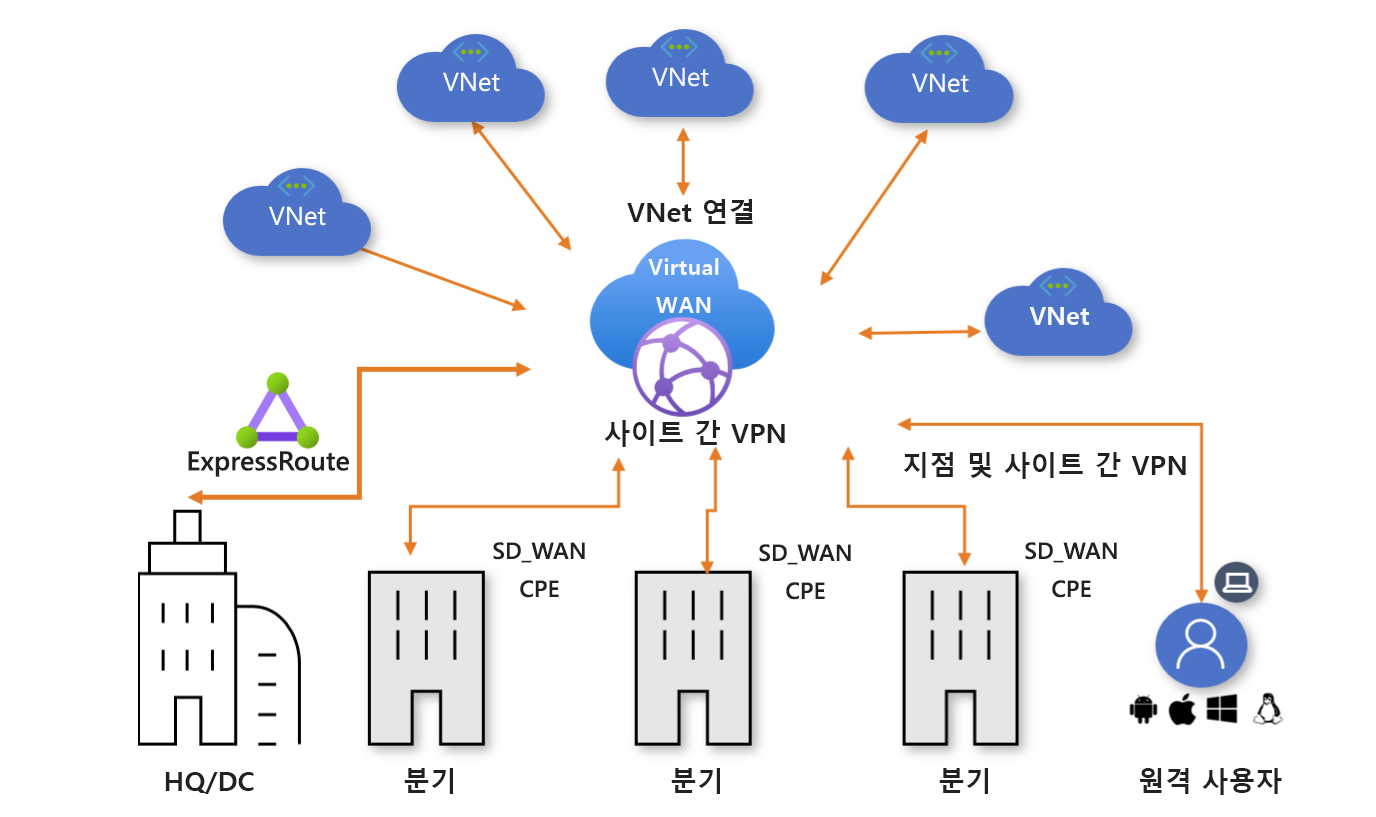 VNet
VNet
VNet
VNet
VNet 연결
Virtual
WAN
VNet
사이트 간 VPN
ExpressRoute
지점 및 사이트 간 VPN
SD_WAN
CPE
SD_WAN
CPE
SD_WAN
CPE
HQ/DC
분기
분기
분기
원격 사용자